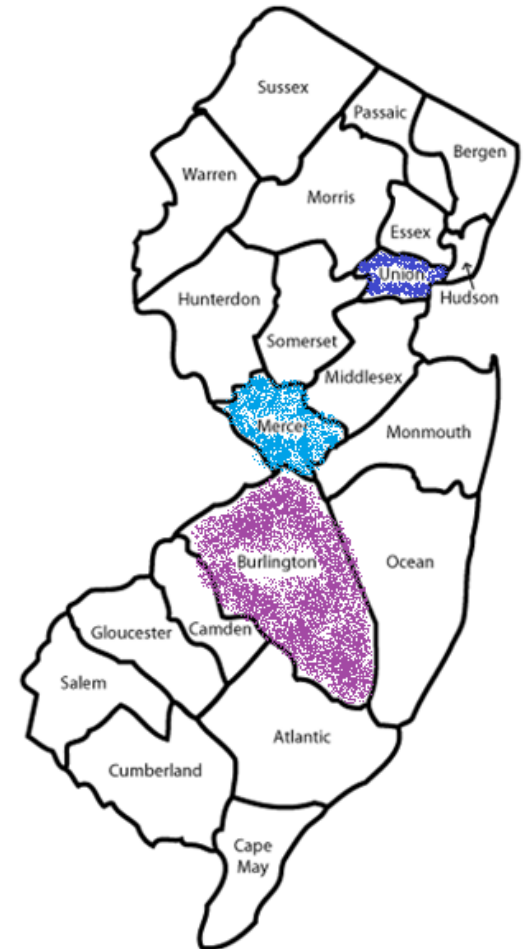 Sussex
Passaic
Bergen
Warren
Morris
Essex
Union
Hudson
Hunterdon
Somerset
Middlesex
Mercer
Monmouth
Burlington
Ocean
Camden
Gloucester
Salem
Atlantic
Cumberland
Cape
May